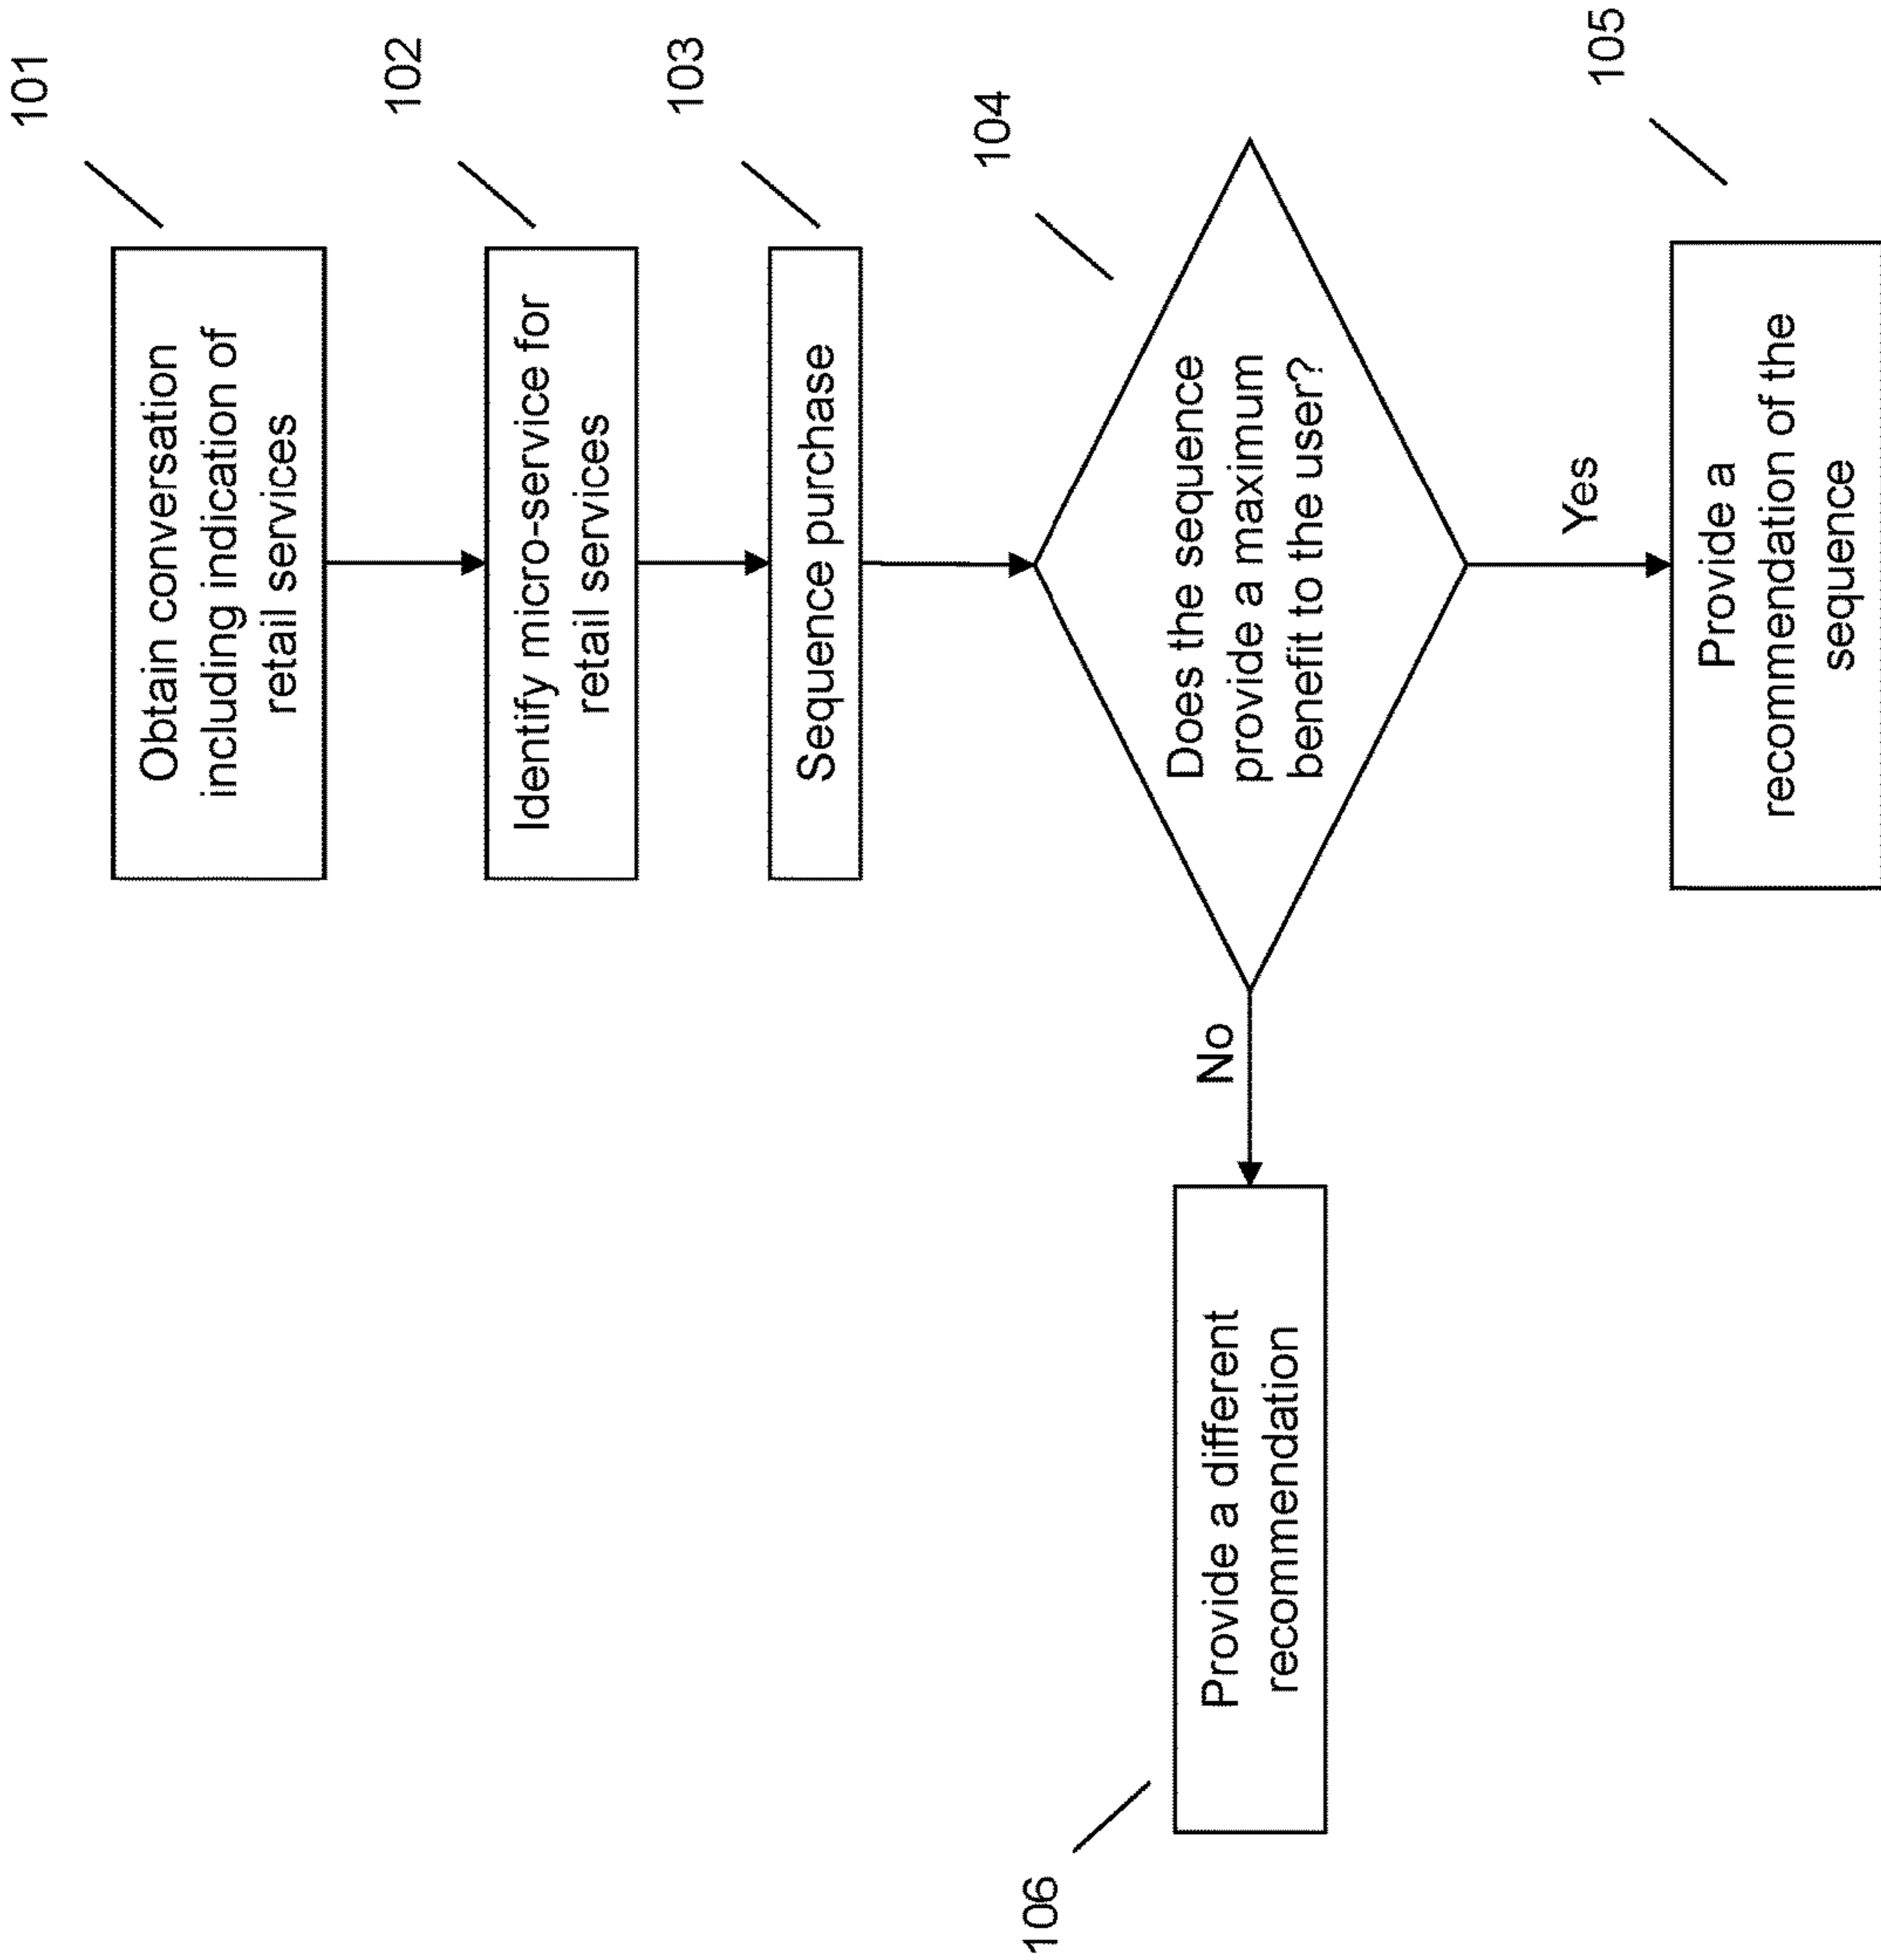 101
Obtain conversation
including indication of
retail services
102
Identify micro-service for
retail services
103
Sequence purchase
104
Does the sequence
provide a maximum
benefit to the user?
No
106
Provide a different
recommendation
Yes
105
Provide a
recommendation of the
sequence